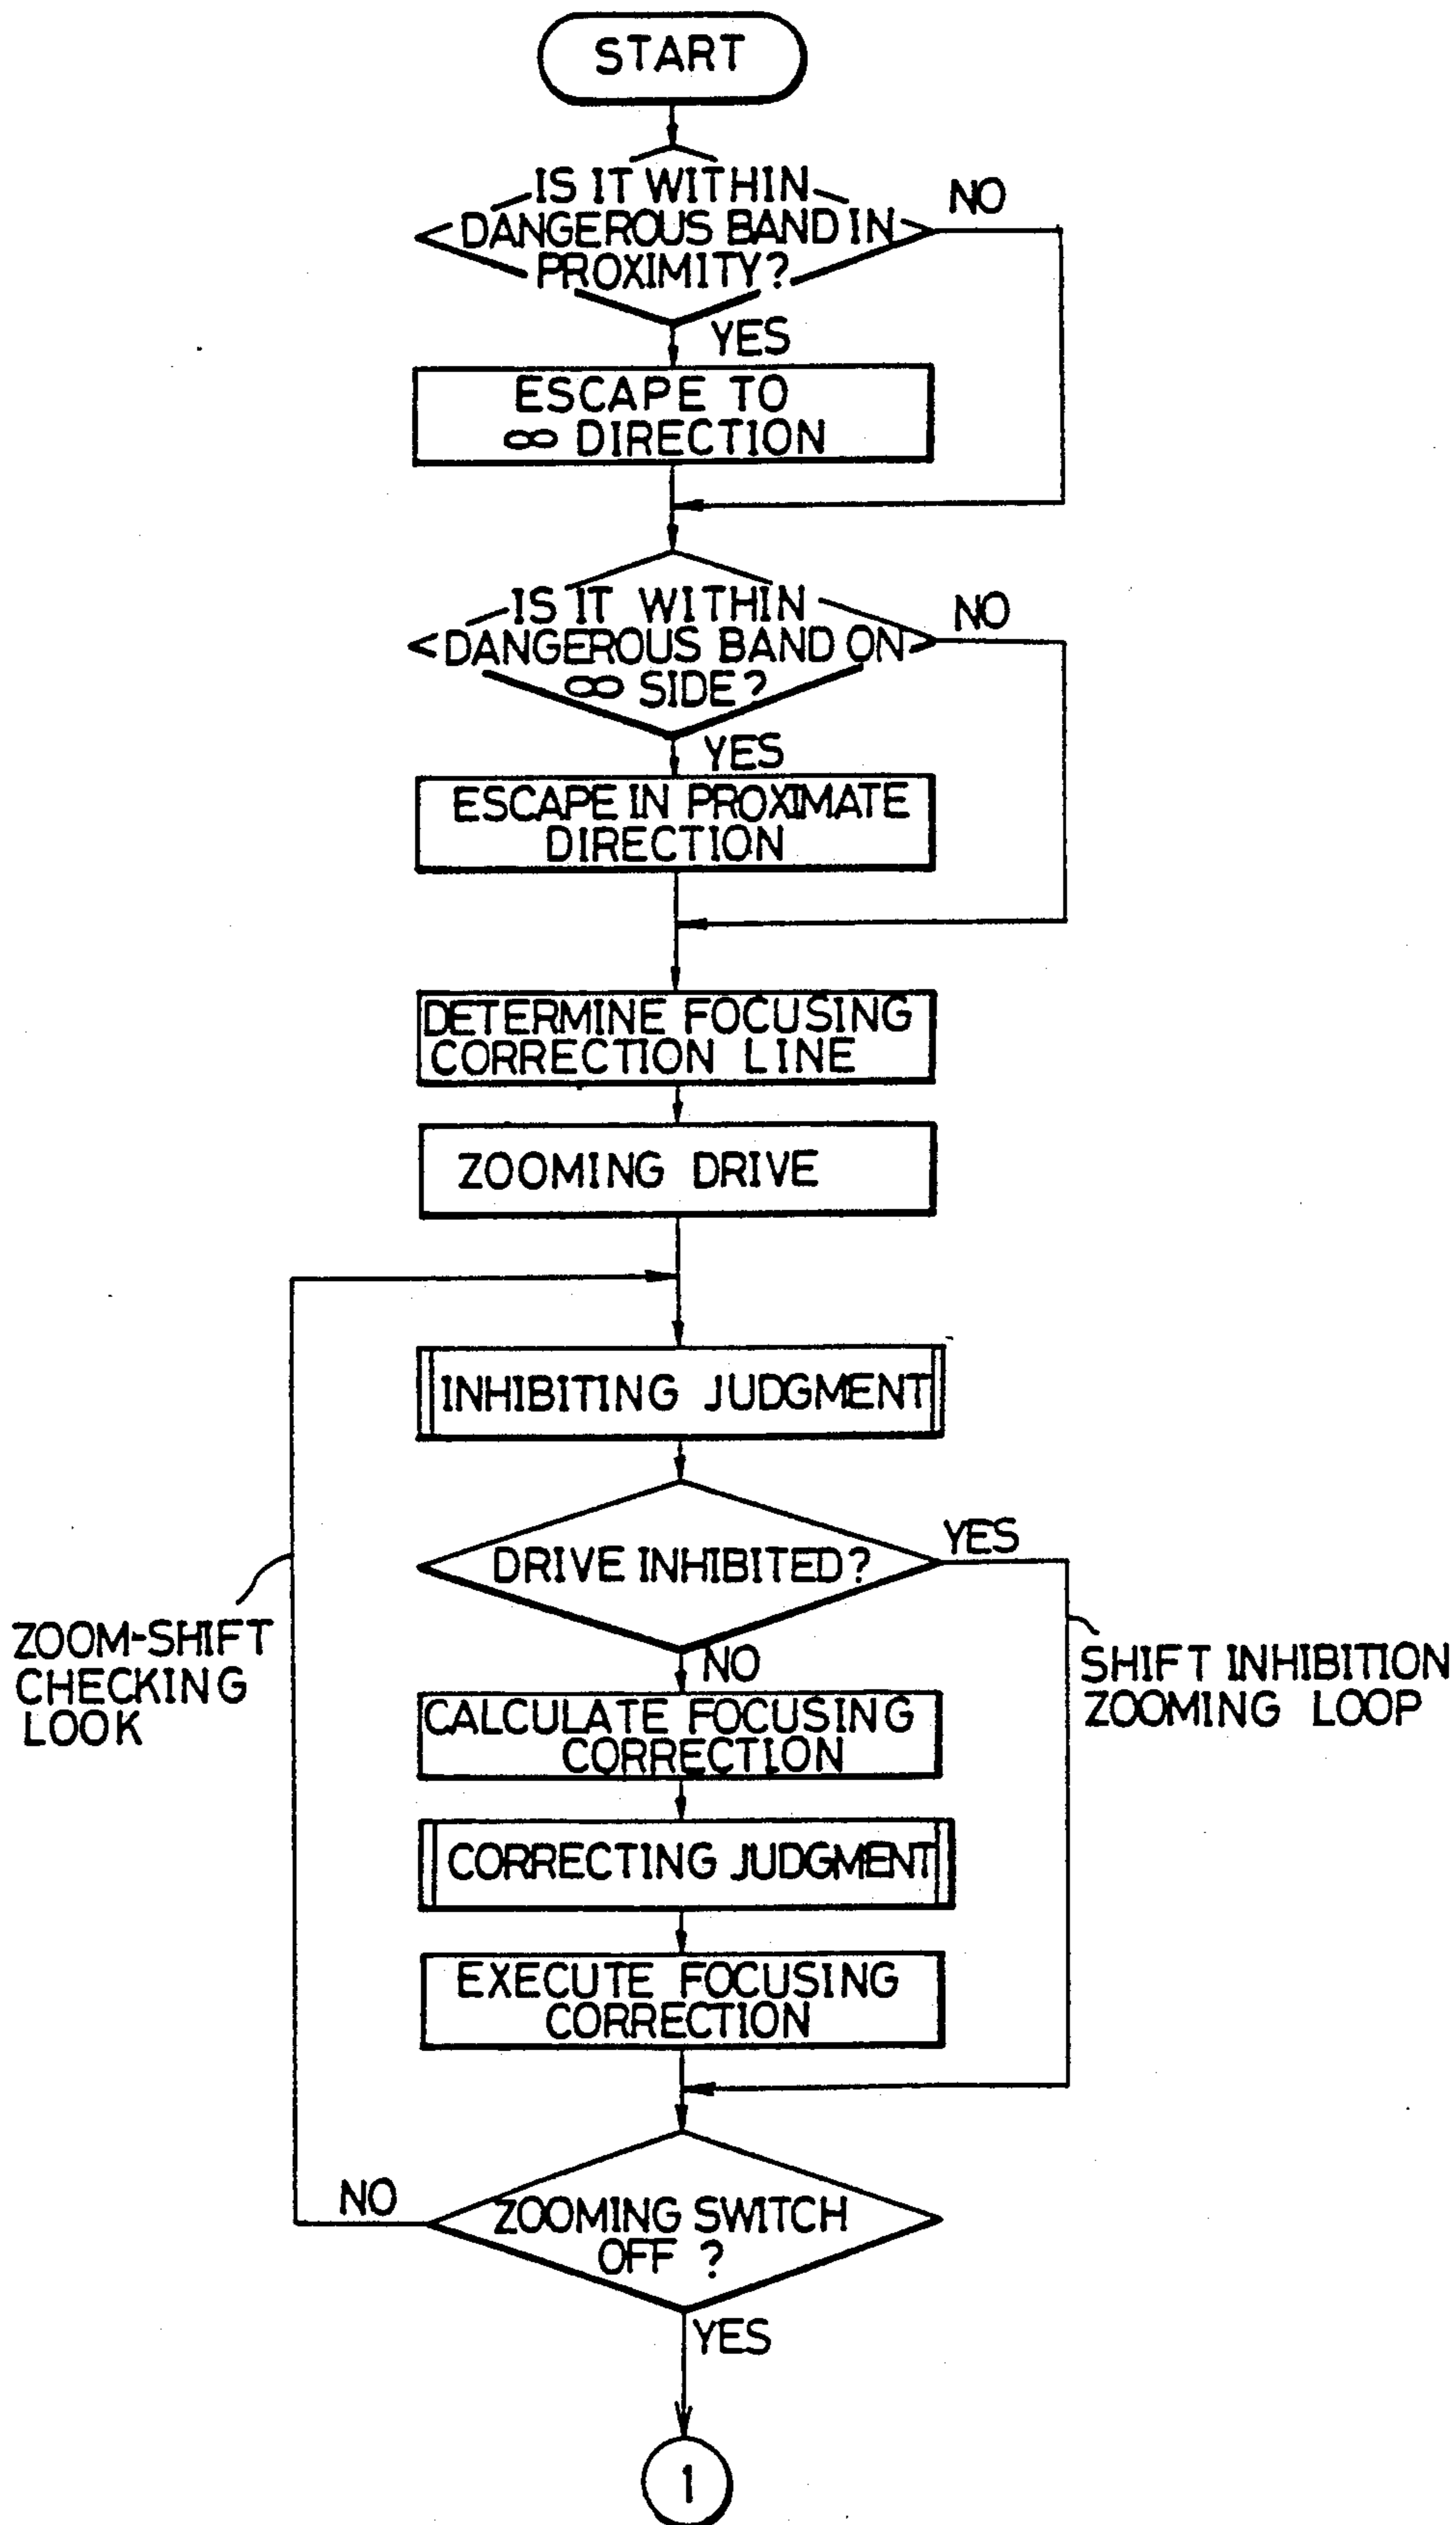 START
IS IT WITHIN
DANGEROUS BAND IN
PROXIMITY?
NO
YES
ESCAPE TO
∞ DIRECTION
IS IT WITHIN
DANGEROUS BAND ON
∞ SIDE?
NO
YES
ESCAPE IN PROXIMATE
DIRECTION
DETERMINE FOCUSING
CORRECTION LINE
ZOOMING DRIVE
INHIBITING JUDGMENT
DRIVE INHIBITED?
YES
NO
ZOOM-SHIFT
CHECKING
LOOK
SHIFT INHIBITION
ZOOMING LOOP
CALCULATE FOCUSING
CORRECTION
CORRECTING JUDGMENT
EXECUTE FOCUSING
CORRECTION
ZOOMING SWITCH
OFF ?
NO
YES
1